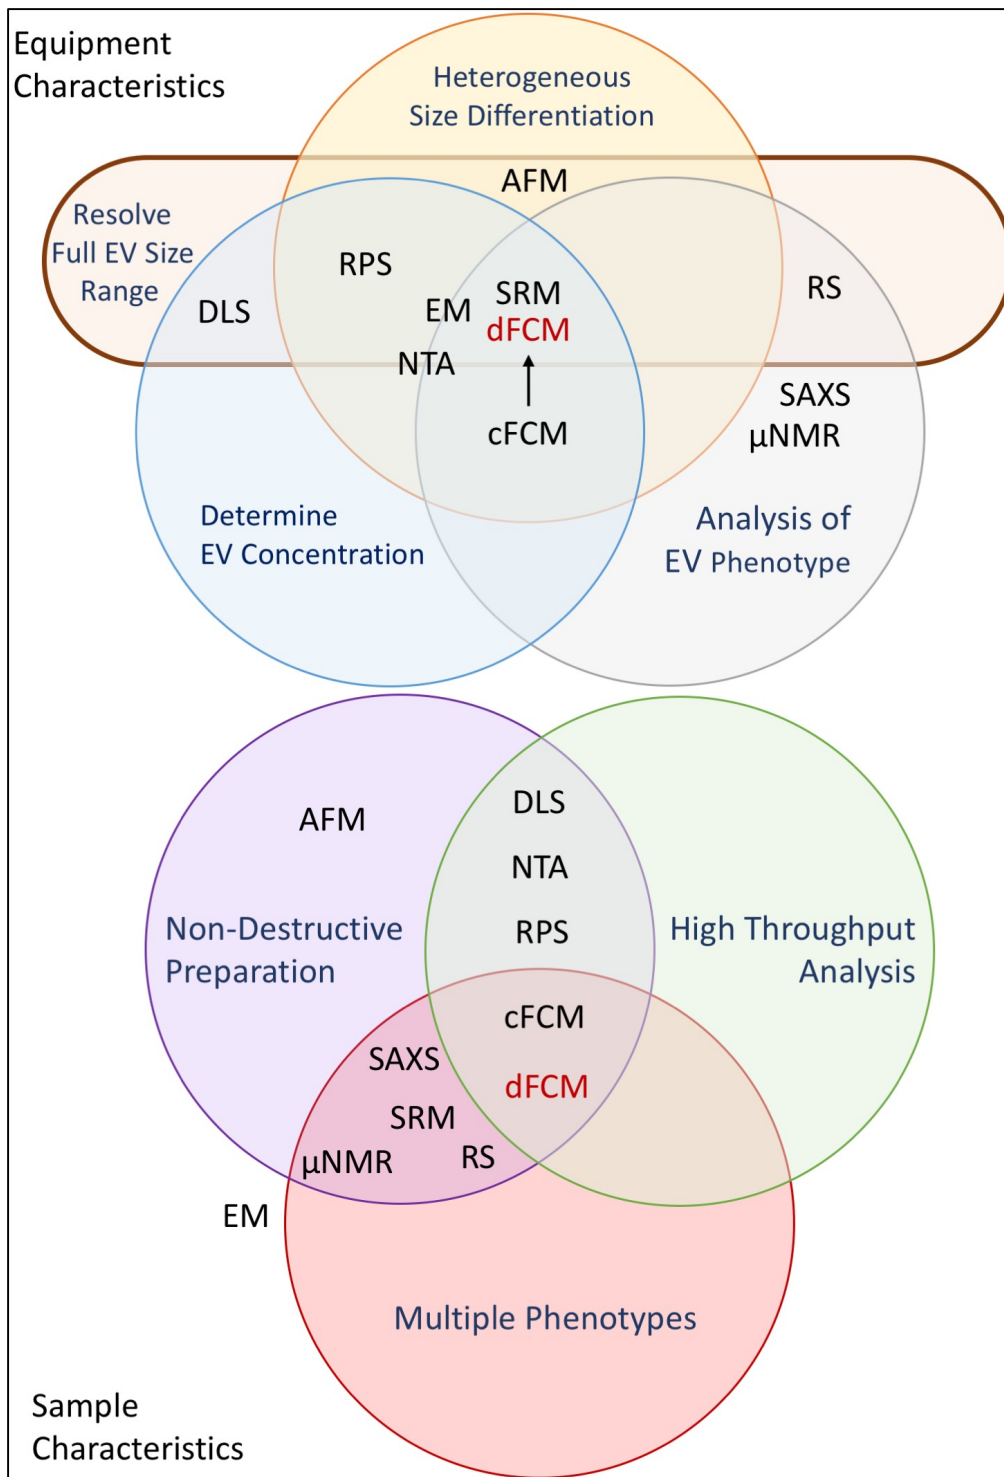 Equipment
Characteristics
Heterogeneous
Size Differentiation
AFM
Resolve
Full EV Size
Range
RPS
RS
DLS
EM
SRM
dFCM
NTA
SAXS
µNMR
cFCM
Determine
EV Concentration
Analysis of
EV Phenotype
DLS
AFM
NTA
Non-Destructive
Preparation
RPS
High Throughput
Analysis
cFCM
SAXS
dFCM
SRM
µNMR
RS
EM
Multiple Phenotypes
Sample
Characteristics